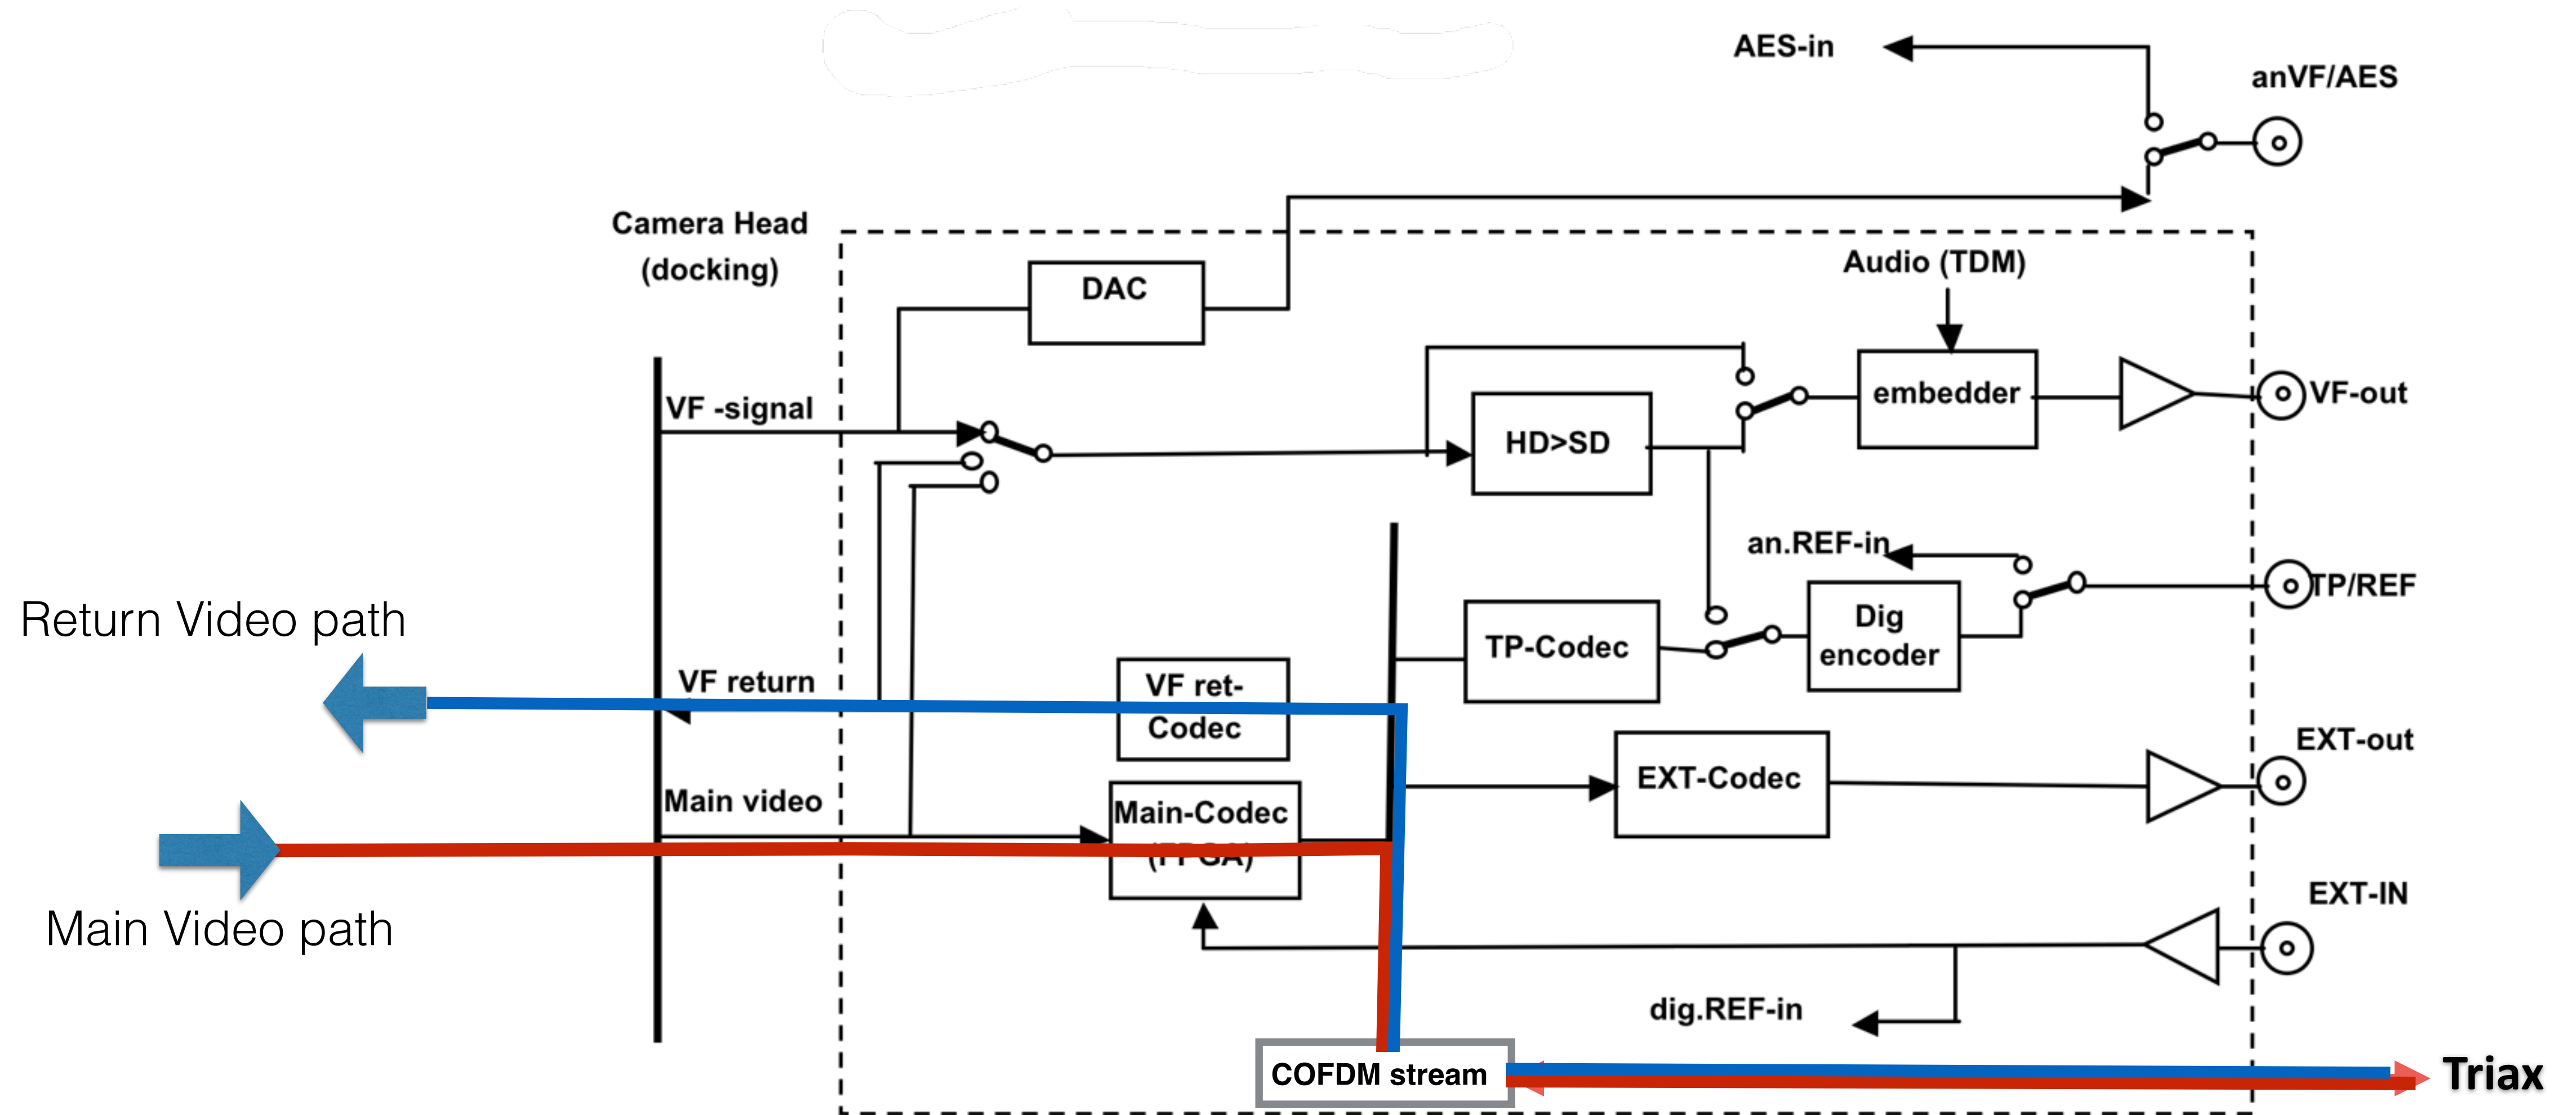 AES-in
anVF/AES
Camera Head
(docking)
Audio (TDM)
DAC
VF -signal
embedder
VF-out
HD>SD
an.REF-in
TP/REF
Return Video path
Dig
encoder
TP-Codec
VF return
VF ret-
Codec
EXT-out
EXT-Codec
Main video
Main-Codec
(FPGA)
EXT-IN
Main Video path
dig.REF-in
COFDM stream
Triax